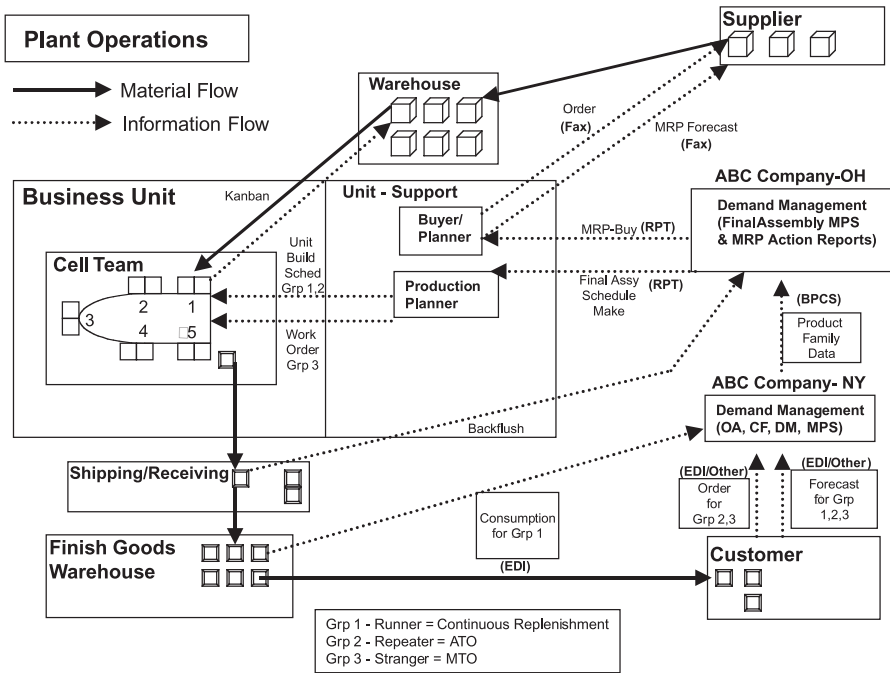 Plant Operations
Material Flow
Information Flow
Supplier
Warehouse
Order
(Fax)
MRP Forecast
(Fax)
Business Unit
Kanban
Unit - Support
Buyer/
Planner
MRP-Buy (RPT)
ABC Company-OH
Demand Management
(FinalAssembly MPS
& MRP Action Reports)
Cell Team
1
2
3
4
5
Unit
Build
Sched
Grp 1,2
Work
Order
Grp 3
Production
Planner
Final Assy
Schedule
Make
(RPT)
(BPCS)
Product
Family
Data
ABC Company- NY
Demand Management
(OA, CF, DM, MPS)
Backflush
Shipping/Receiving
(EDI/Other)
Order
for
Grp 2,3
(EDI/Other)
Forecast
for Grp
1,2,3
Consumption
for Grp 1
(EDI)
Finish Goods
Warehouse
Customer
Grp 1 - Runner = Continuous Replenishment
Grp 2 - Repeater = ATO
Grp 3 - Stranger = MTO